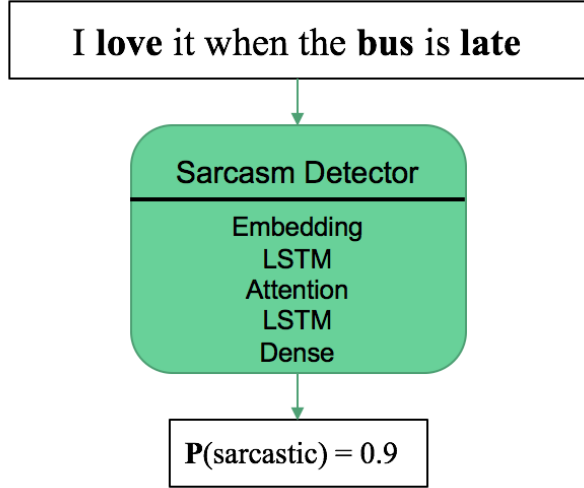 I love it when the bus is late
Sarcasm Detector
Embedding
LSTM
Attention
LSTM
Dense
P(sarcastic) = 0.9